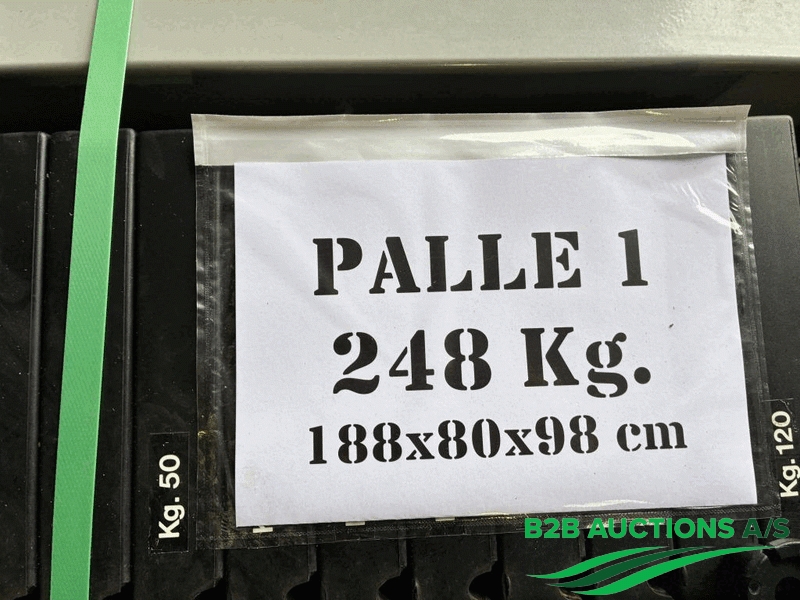 PALLE 1
248 Kg.
188x80x98 cm
Kg. 50
Kg. 120
B2B AUCTIONS A/S